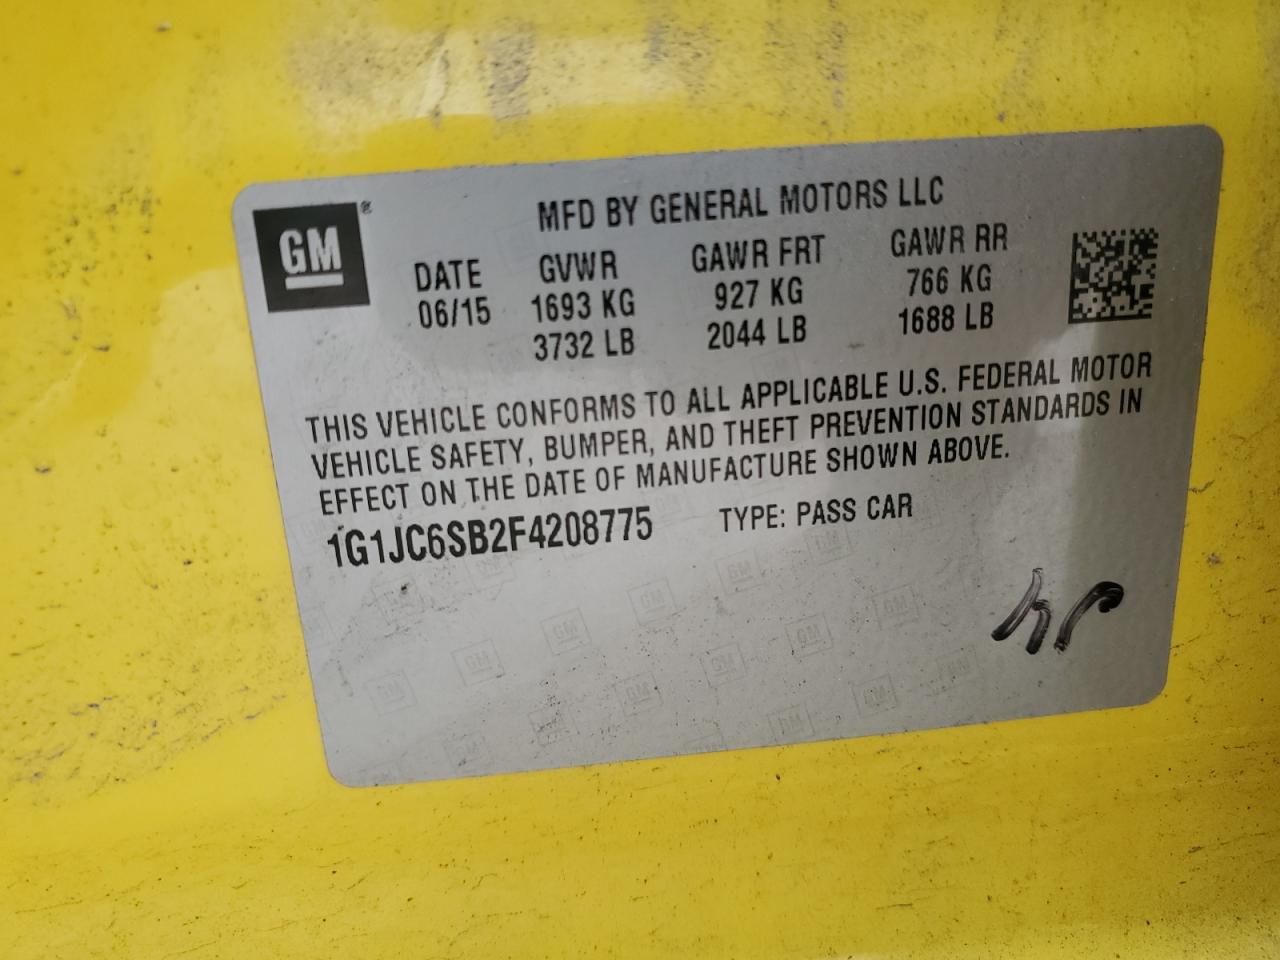 GM ®
MFD BY GENERAL MOTORS LLC
DATE GVWR GAWR FRT GAWR RR
06/15 1693 KG 927 KG 766 KG
3732 LB 2044 LB 1688 LB
THIS VEHICLE CONFORMS TO ALL APPLICABLE U.S. FEDERAL MOTOR
VEHICLE SAFETY, BUMPER, AND THEFT PREVENTION STANDARDS IN
EFFECT ON THE DATE OF MANUFACTURE SHOWN ABOVE.
1G1JC6SB2F4208775 TYPE: PASS CAR